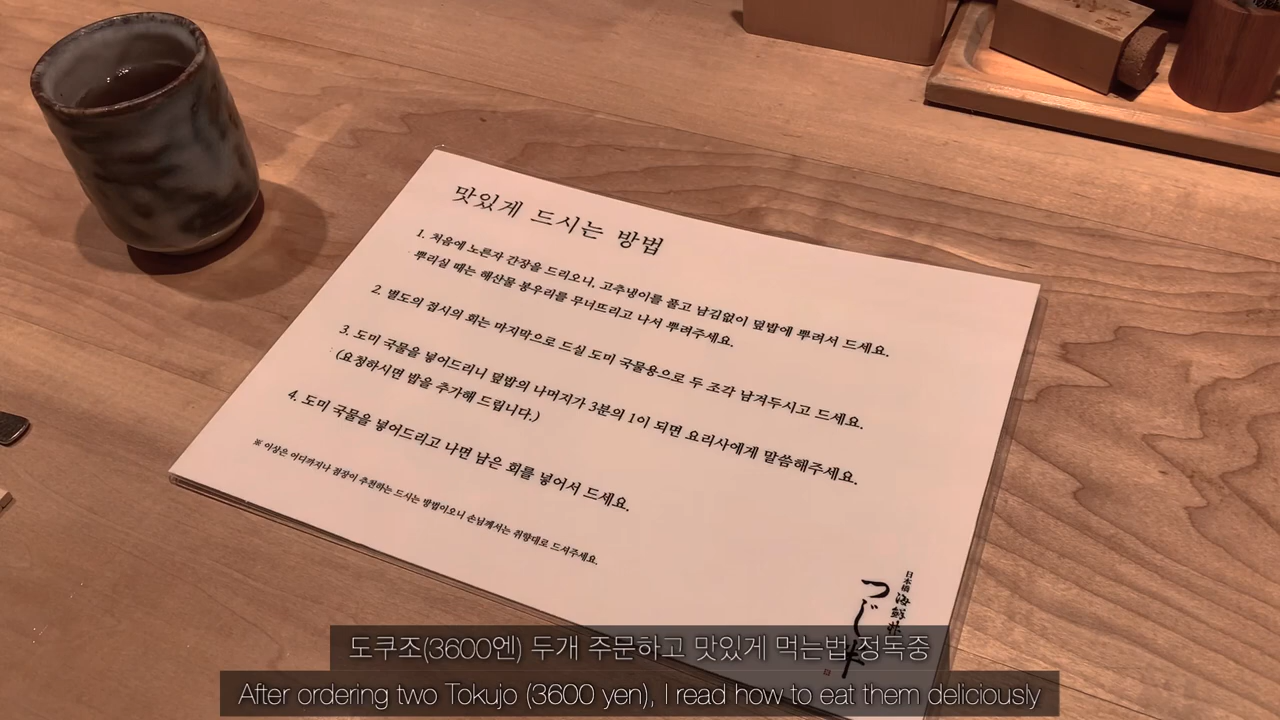 맛있게 드시는 방법
1. 처음에 노른자 간장을 드리오니, 고추냉이를 풀고 남김없이 덮밥에 뿌려서 드세요.
뿌리실 때는 해산물 봉우리를 무너뜨리고 나서 뿌려주세요.
2. 별도의 접시의 회는 마지막으로 드실 도미 국물용으로 두 조각 남겨두시고 드세요.
3. 도미 국물을 넣어드리니 덮밥의 나머지가 3분의 1이 되면 요리사에게 말씀해주세요.
(요청하시면 밥을 추가해 드립니다.)
4. 도미 국물을 넣어드리고 나면 남은 회를 넣어서 드세요.
※ 이상은 어디까지나 점장이 추천하는 드시는 방법이오니 손님께서는 취향대로 드셔주세요.
日本橋
海鮮丼
つじ半
도쿠조(3600엔) 두개 주문하고 맛있게 먹는법 정독중
After ordering two Tokujo (3600 yen), I read how to eat them deliciously